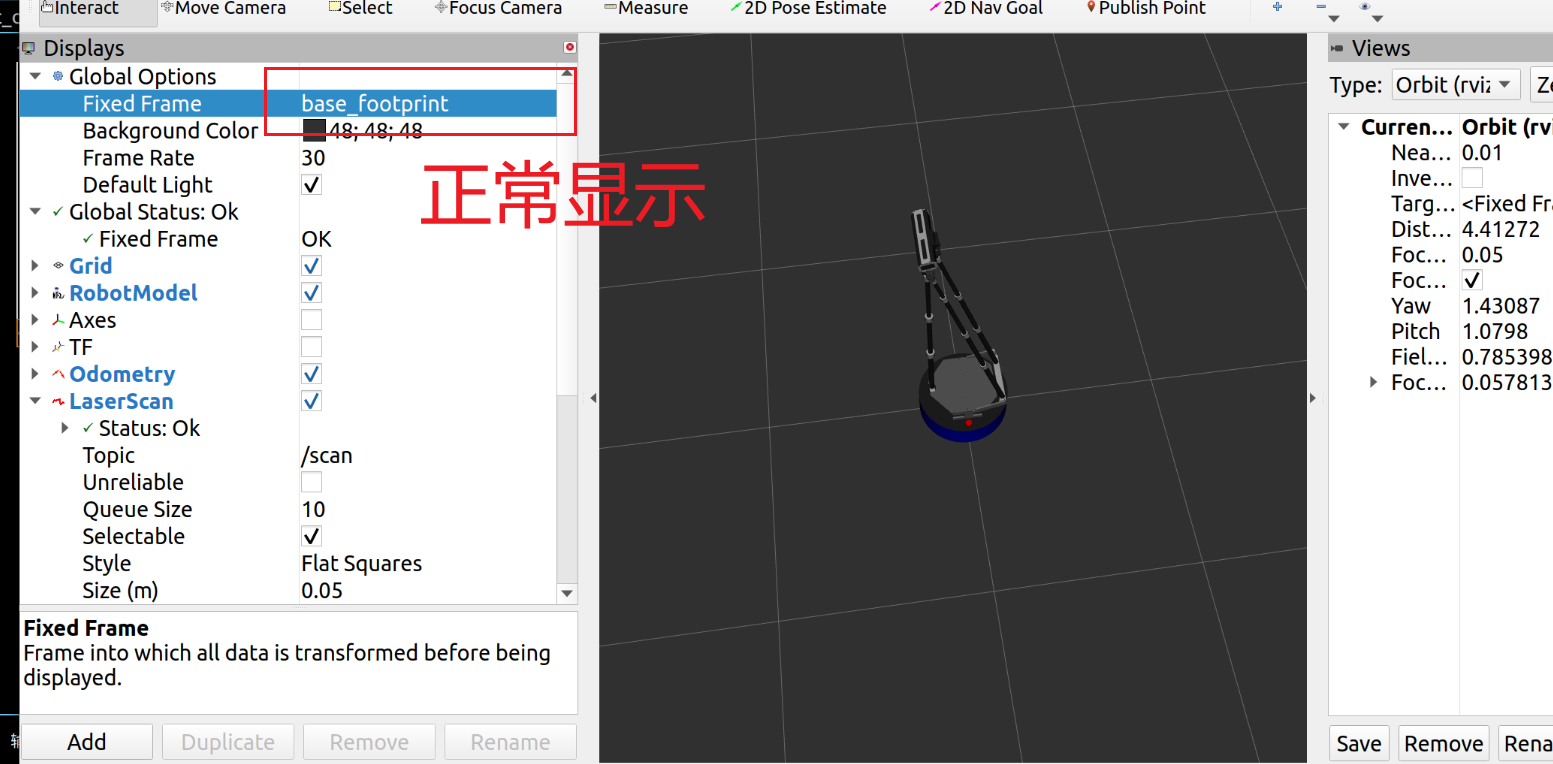 Interact Move Camera Select Focus Camera Measure 2D Pose Estimate 2D Nav Goal Publish Point
Displays
Global Options
Fixed Frame base_footprint
Background Color 48; 48; 48
Frame Rate 30
Default Light
Global Status: Ok
Fixed Frame OK
Grid
RobotModel
Axes
TF
Odometry
LaserScan
Status: Ok
Topic /scan
Unreliable
Queue Size 10
Selectable
Style Flat Squares
Size (m) 0.05
Fixed Frame
Frame into which all data is transformed before being
displayed.
Add Duplicate Remove Rename
正常显示
Views
Type: Orbit (rviz
Curren... Orbit (rvi
Nea... 0.01
Inve...
Targ... <Fixed Fra
Dist... 4.41272
Foc... 0.05
Foc...
Yaw 1.43087
Pitch 1.0798
Fiel... 0.785398
Foc... 0.057813
Save Remove Rena